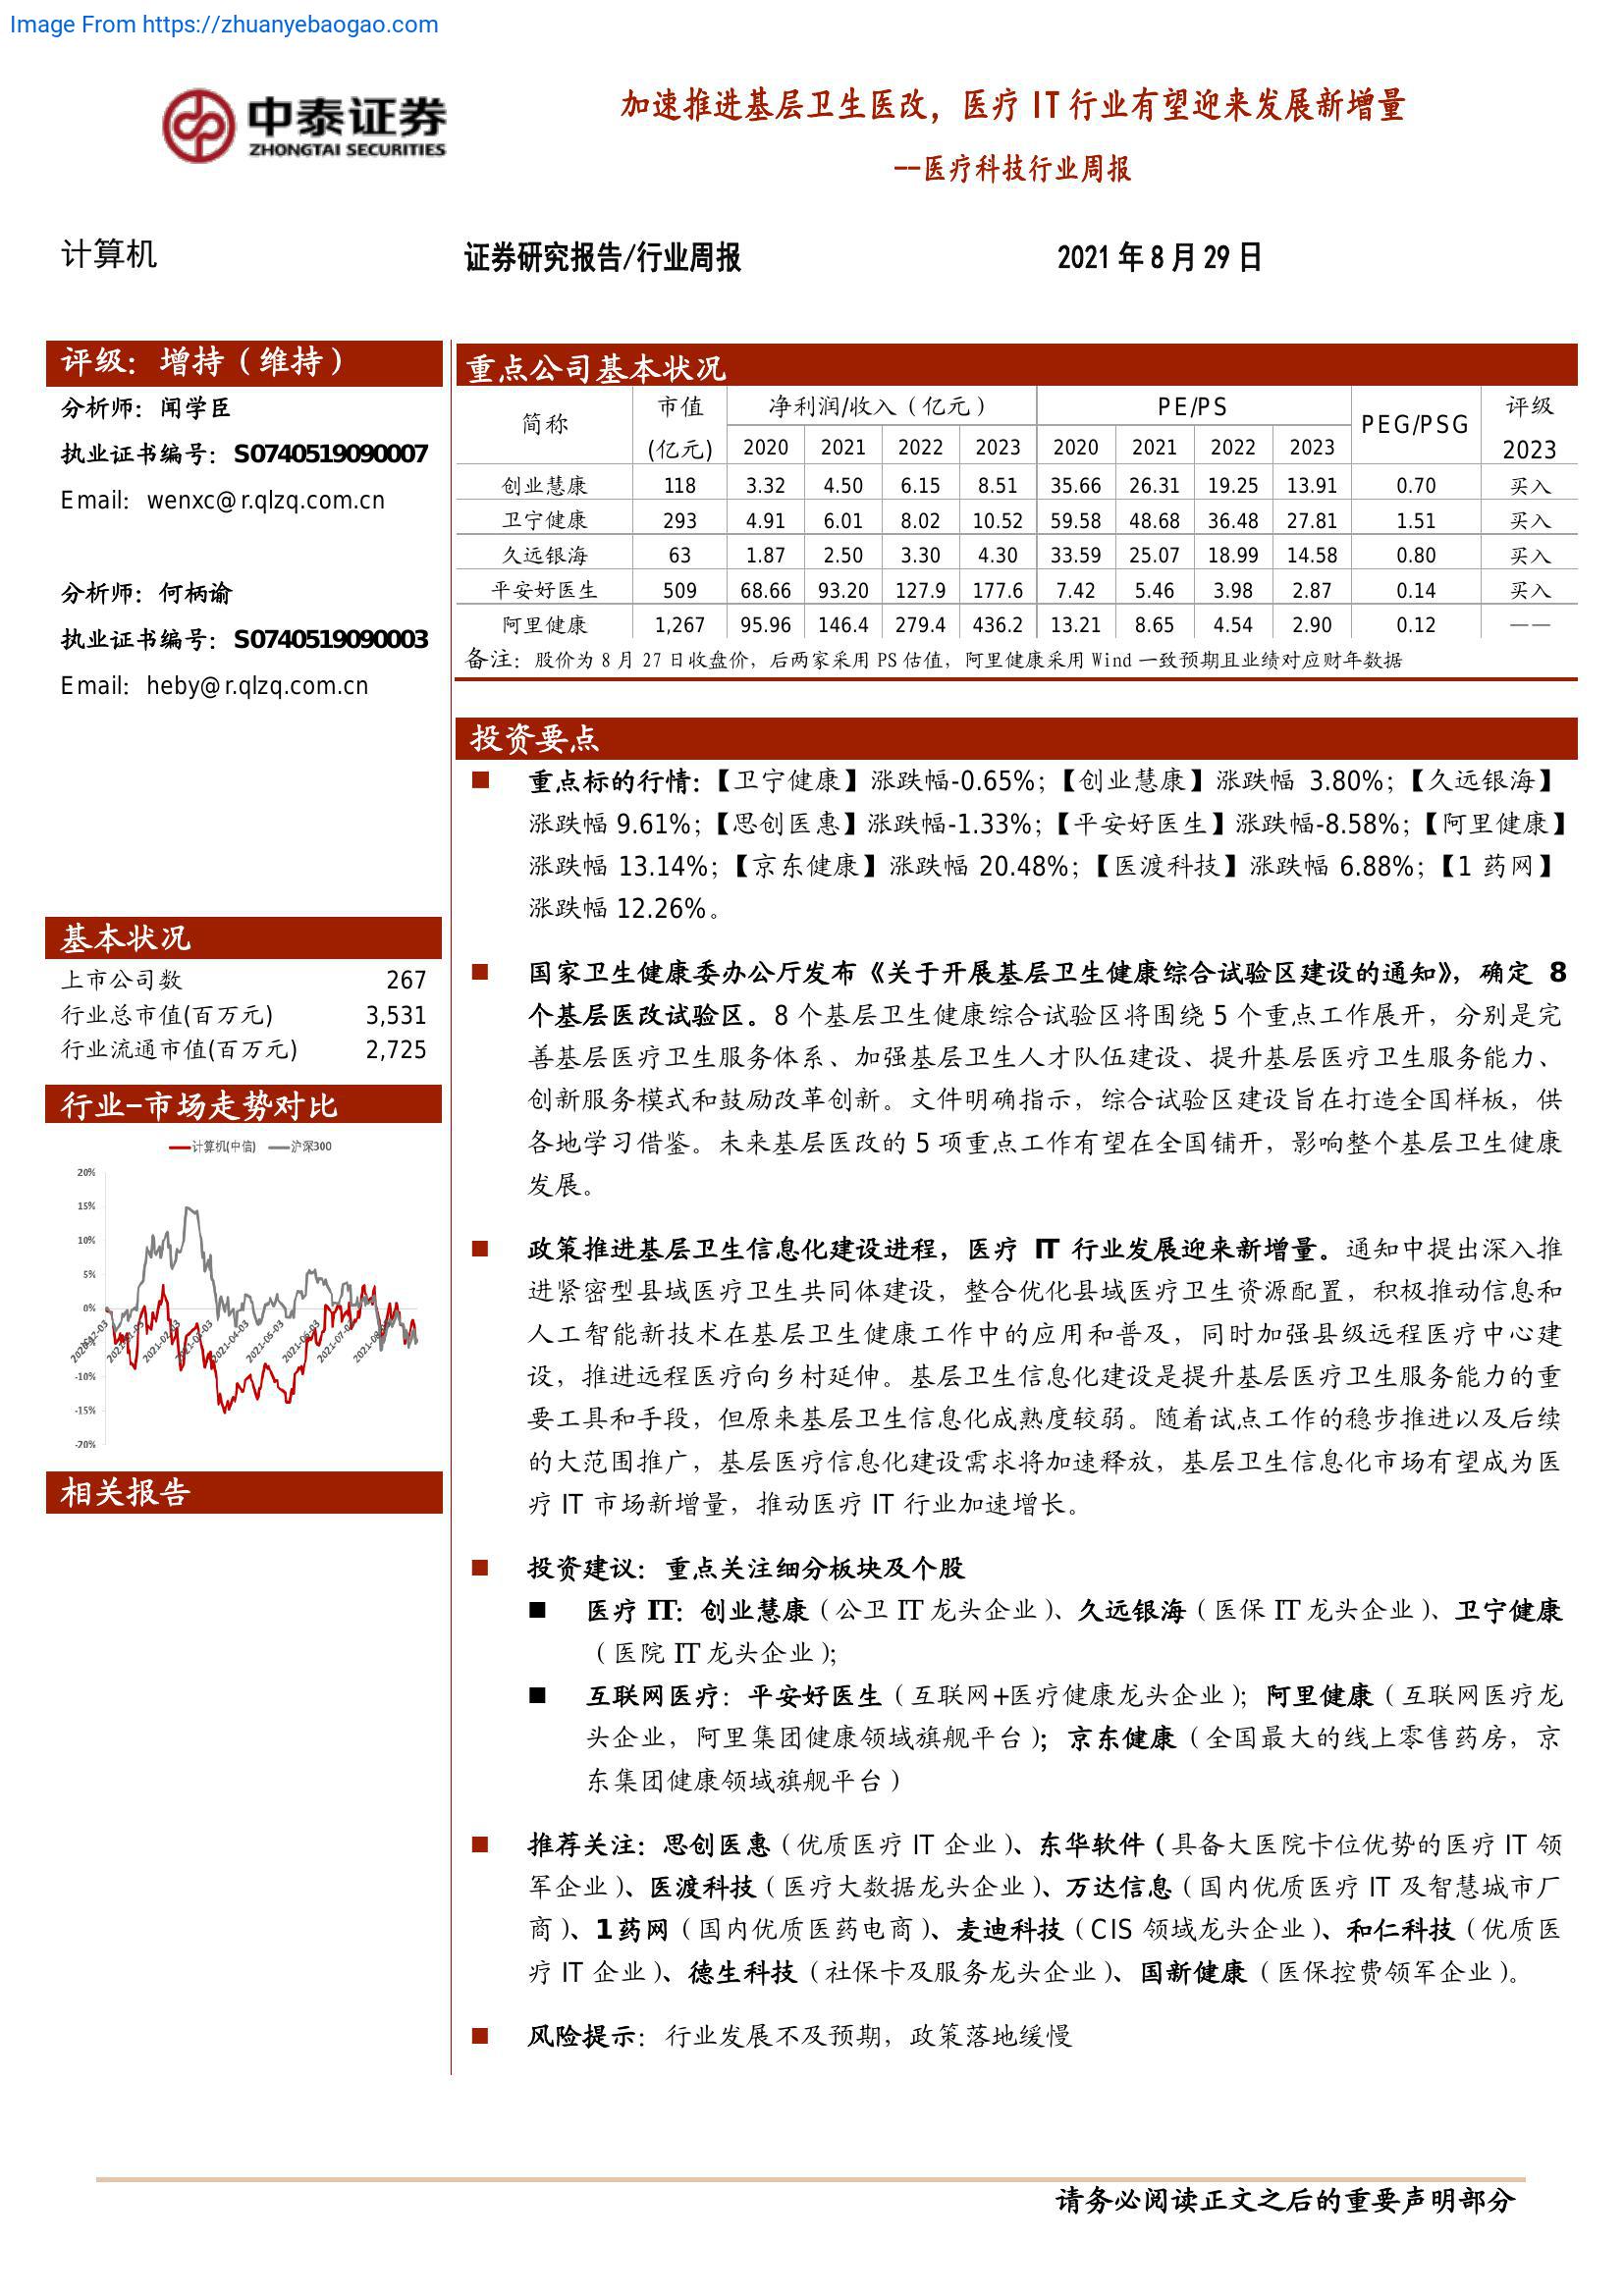 Image From https://zhuanyebaogao.com
中泰证券
ZHONGTAI SECURITIES
加速推进基层卫生医改，医疗 IT 行业有望迎来发展新增量
--医疗科技行业周报
计算机
证券研究报告/行业周报
2021 年 8 月 29 日
评级：增持（维持）
分析师：闻学臣
执业证书编号：S0740519090007
Email：wenxc@r.qlzq.com.cn
分析师：何柄谕
执业证书编号：S0740519090003
Email：heby@r.qlzq.com.cn
基本状况
上市公司数 267
行业总市值(百万元) 3,531
行业流通市值(百万元) 2,725
行业-市场走势对比
计算机(中信) 沪深300
20%
15%
10%
5%
0%
-10%
-15%
-20%
2021-02-03
2021-04-03
2021-05-03
2021-06-03
相关报告
重点公司基本状况
简称 市值 净利润/收入（亿元） PE/PS PEG/PSG 评级
(亿元) 2020 2021 2022 2023 2020 2021 2022 2023 2023
创业慧康 118 3.32 4.50 6.15 8.51 35.66 26.31 19.25 13.91 0.70 买入
卫宁健康 293 4.91 6.01 8.02 10.52 59.58 48.68 36.48 27.81 1.51 买入
久远银海 63 1.87 2.50 3.30 4.30 33.59 25.07 18.99 14.58 0.80 买入
平安好医生 509 68.66 93.20 127.9 177.6 7.42 5.46 3.98 2.87 0.14 买入
阿里健康 1,267 95.96 146.4 279.4 436.2 13.21 8.65 4.54 2.90 0.12 ——
备注：股价为 8 月 27 日收盘价，后两家采用 PS 估值，阿里健康采用 Wind 一致预期且业绩对应财年数据
投资要点
■ 重点标的行情：【卫宁健康】涨跌幅-0.65%；【创业慧康】涨跌幅 3.80%；【久远银海】
涨跌幅 9.61%；【思创医惠】涨跌幅-1.33%；【平安好医生】涨跌幅-8.58%；【阿里健康】
涨跌幅 13.14%；【京东健康】涨跌幅 20.48%；【医渡科技】涨跌幅 6.88%；【1 药网】
涨跌幅 12.26%。
■ 国家卫生健康委办公厅发布《关于开展基层卫生健康综合试验区建设的通知》，确定 8
个基层医改试验区。8 个基层卫生健康综合试验区将围绕 5 个重点工作展开，分别是完
善基层医疗卫生服务体系、加强基层卫生人才队伍建设、提升基层医疗卫生服务能力、
创新服务模式和鼓励改革创新。文件明确指示，综合试验区建设旨在打造全国样板，供
各地学习借鉴。未来基层医改的 5 项重点工作有望在全国铺开，影响整个基层卫生健康
发展。
■ 政策推进基层卫生信息化建设进程，医疗 IT 行业发展迎来新增量。通知中提出深入推
进紧密型县域医疗卫生共同体建设，整合优化县域医疗卫生资源配置，积极推动信息和
人工智能新技术在基层卫生健康工作中的应用和普及，同时加强县级远程医疗中心建
设，推进远程医疗向乡村延伸。基层卫生信息化建设是提升基层医疗卫生服务能力的重
要工具和手段，但原来基层卫生信息化成熟度较弱。随着试点工作的稳步推进以及后续
的大范围推广，基层医疗信息化建设需求将加速释放，基层卫生信息化市场有望成为医
疗 IT 市场新增量，推动医疗 IT 行业加速增长。
■ 投资建议：重点关注细分板块及个股
■ 医疗 IT：创业慧康（公卫 IT 龙头企业）、久远银海（医保 IT 龙头企业）、卫宁健康
（医院 IT 龙头企业）；
■ 互联网医疗：平安好医生（互联网+医疗健康龙头企业）；阿里健康（互联网医疗龙
头企业，阿里集团健康领域旗舰平台）；京东健康（全国最大的线上零售药房，京
东集团健康领域旗舰平台）
■ 推荐关注：思创医惠（优质医疗 IT 企业）、东华软件（具备大医院卡位优势的医疗 IT 领
军企业）、医渡科技（医疗大数据龙头企业）、万达信息（国内优质医疗 IT 及智慧城市厂
商）、1药网（国内优质医药电商）、麦迪科技（CIS 领域龙头企业）、和仁科技（优质医
疗 IT 企业）、德生科技（社保卡及服务龙头企业）、国新健康（医保控费领军企业）。
■ 风险提示：行业发展不及预期，政策落地缓慢
请务必阅读正文之后的重要声明部分